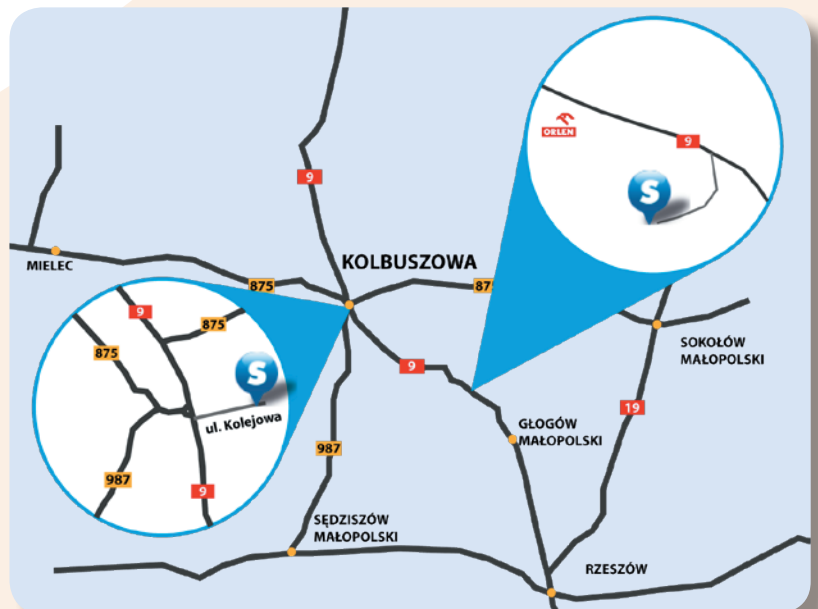 9
ORLEN
9
S
MIELEC
KOLBUSZOWA
875
875
9
875
875
S
ul. Kolejowa
987
9
9
SOKOŁÓW
MAŁOPOLSKI
19
GŁOGÓW
MAŁOPOLSKI
987
SĘDZISZÓW
MAŁOPOLSKI
RZESZÓW